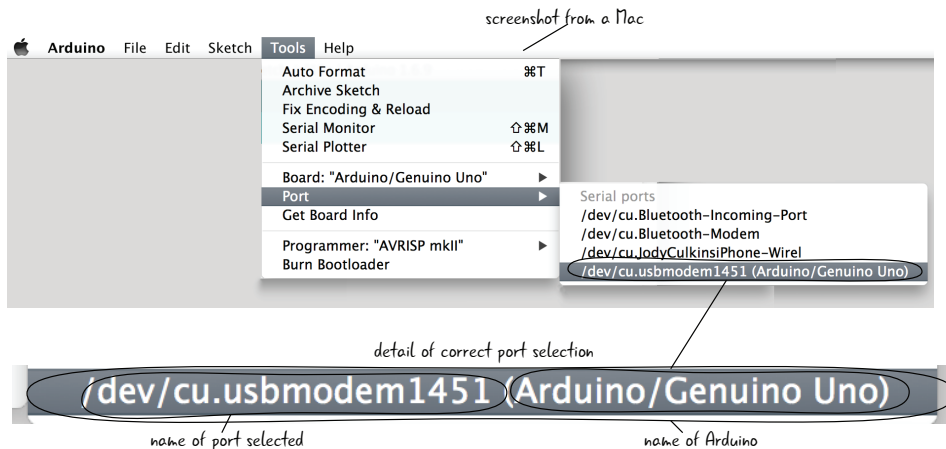 screenshot from a Mac
Arduino File Edit Sketch Tools Help
Auto Format ⌘T
Archive Sketch
Fix Encoding & Reload
Serial Monitor ⇧⌘M
Serial Plotter ⇧⌘L
Board: "Arduino/Genuino Uno" ▶
Port ▶
Get Board Info
Programmer: "AVRISP mkII" ▶
Burn Bootloader
Serial ports
/dev/cu.Bluetooth-Incoming-Port
/dev/cu.Bluetooth-Modem
/dev/cu.JodyCulkinsiPhone-Wirel
/dev/cu.usbmodem1451 (Arduino/Genuino Uno)
detail of correct port selection
/dev/cu.usbmodem1451 (Arduino/Genuino Uno)
name of port selected
name of Arduino